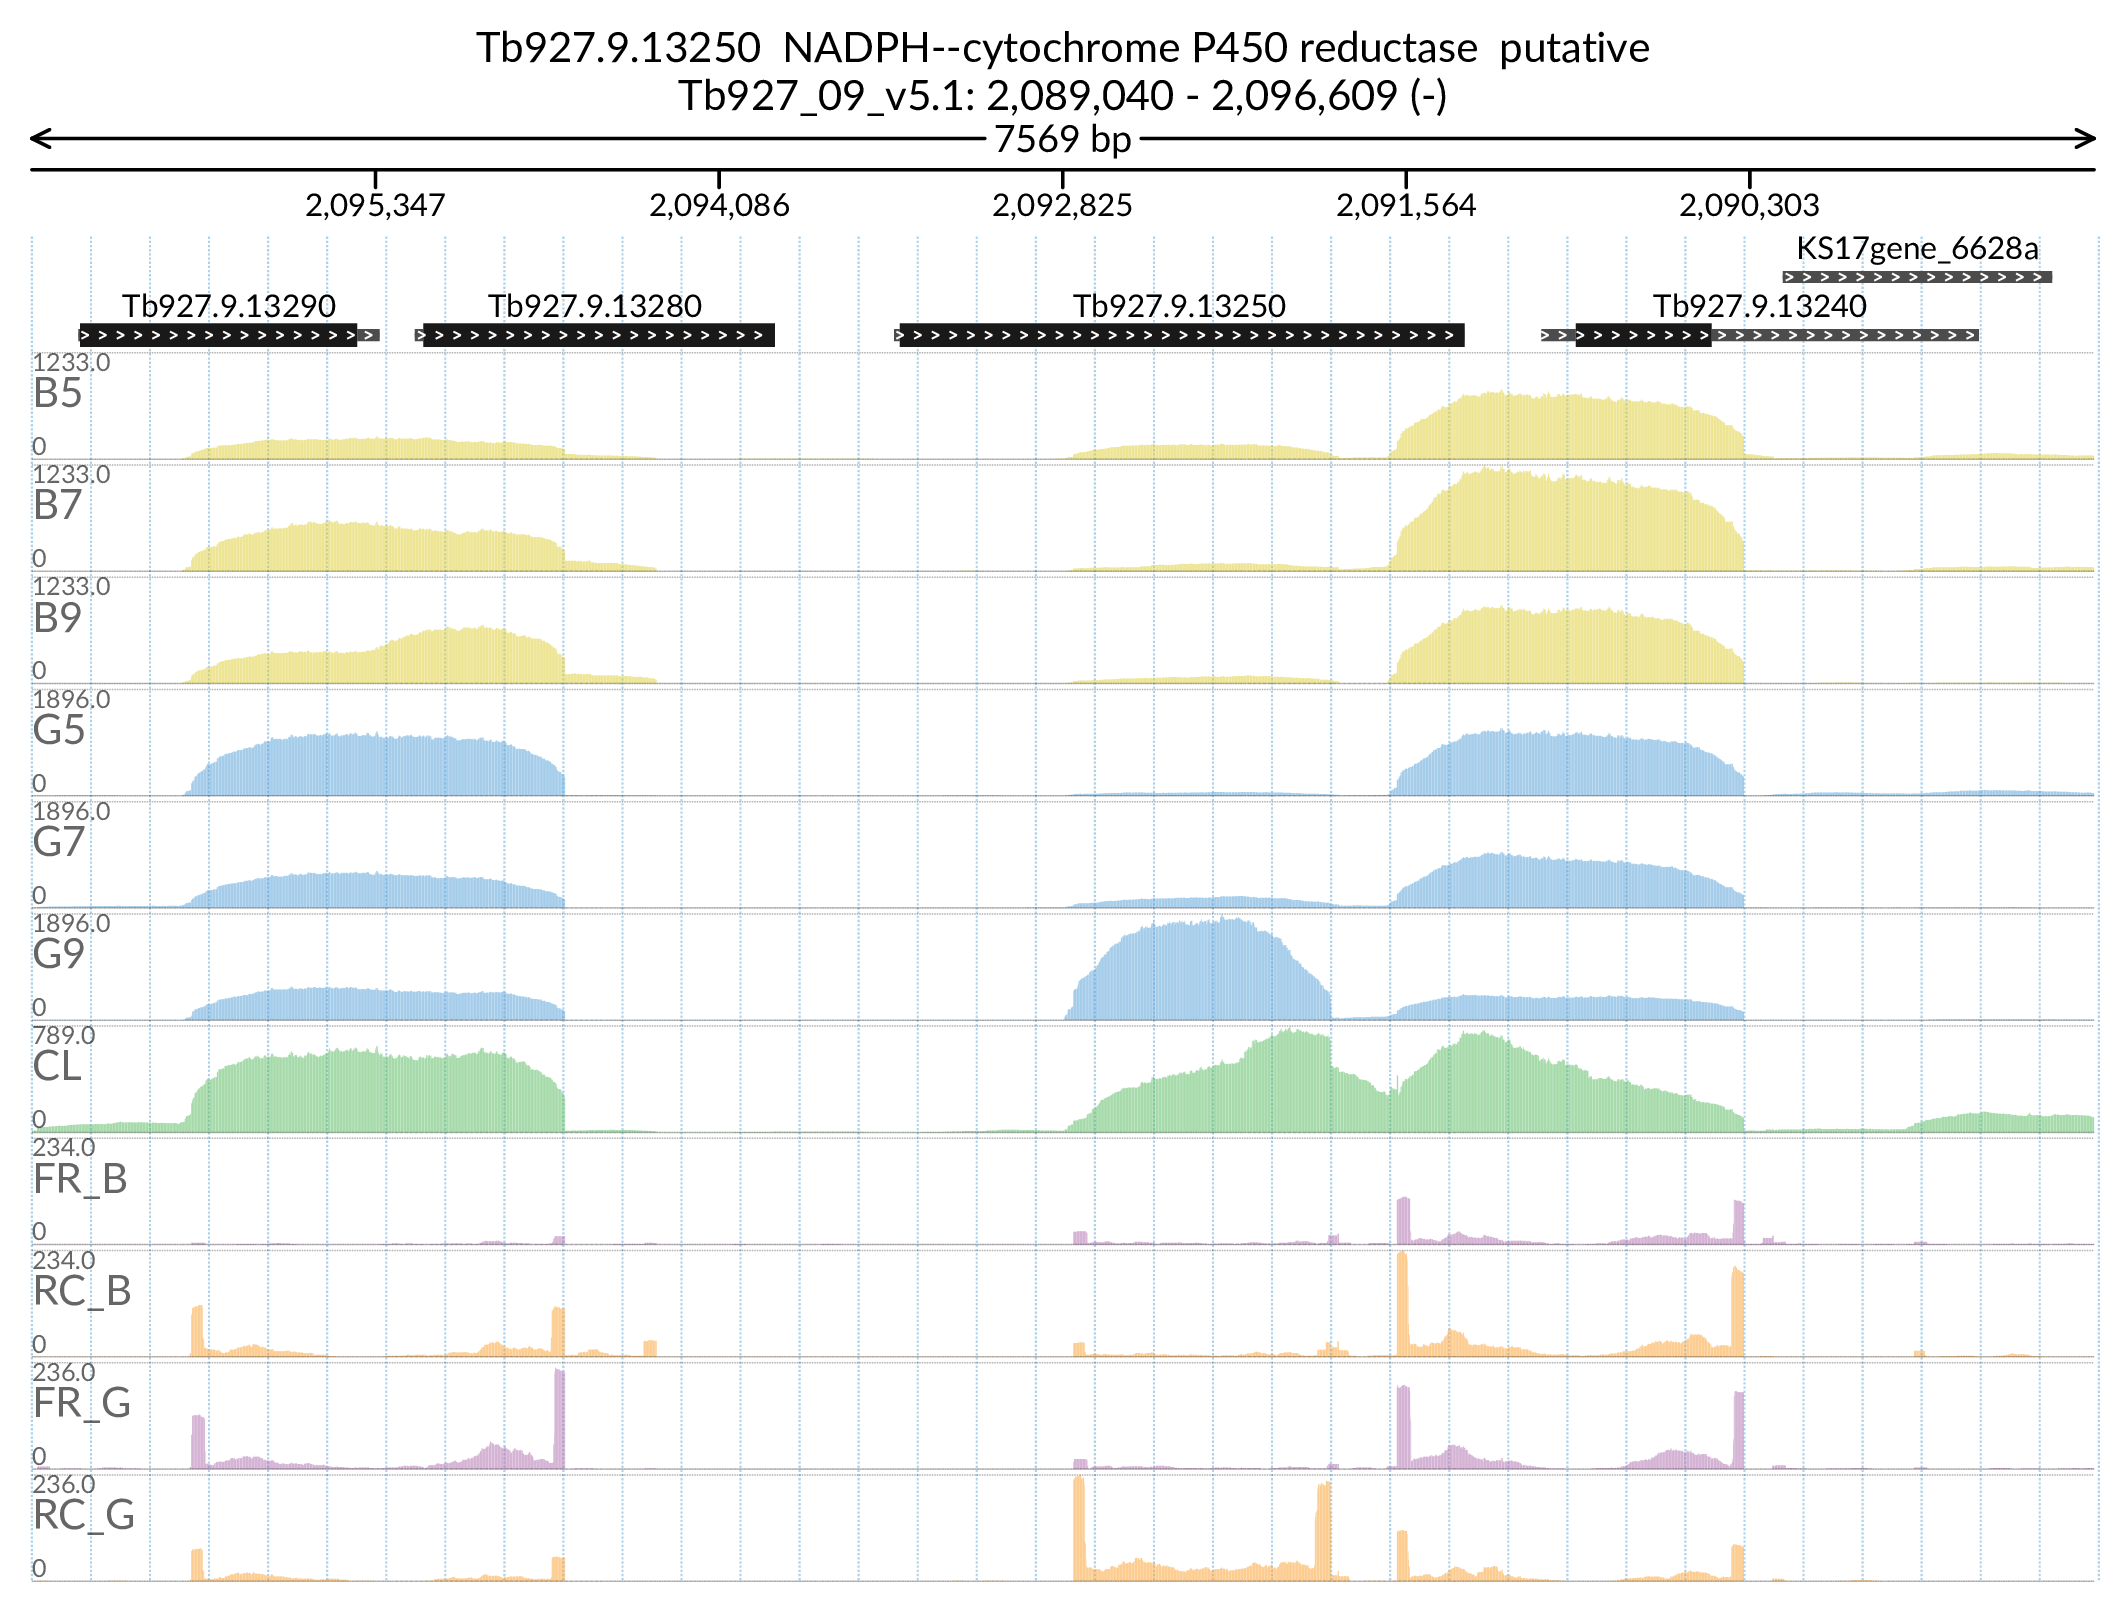 Tb927.9.13250  NADPH--cytochrome P450 reductase  putative
Tb927_09_v5.1: 2,089,040 - 2,096,609 (-)
7569 bp
2,095,347 2,094,086 2,092,825 2,091,564 2,090,303
KS17gene_6628a
Tb927.9.13290 Tb927.9.13280 Tb927.9.13250 Tb927.9.13240
1233.0
B5
0
1233.0
B7
0
1233.0
B9
0
1896.0
G5
0
1896.0
G7
0
1896.0
G9
0
789.0
CL
0
234.0
FR_B
0
234.0
RC_B
0
236.0
FR_G
0
236.0
RC_G
0